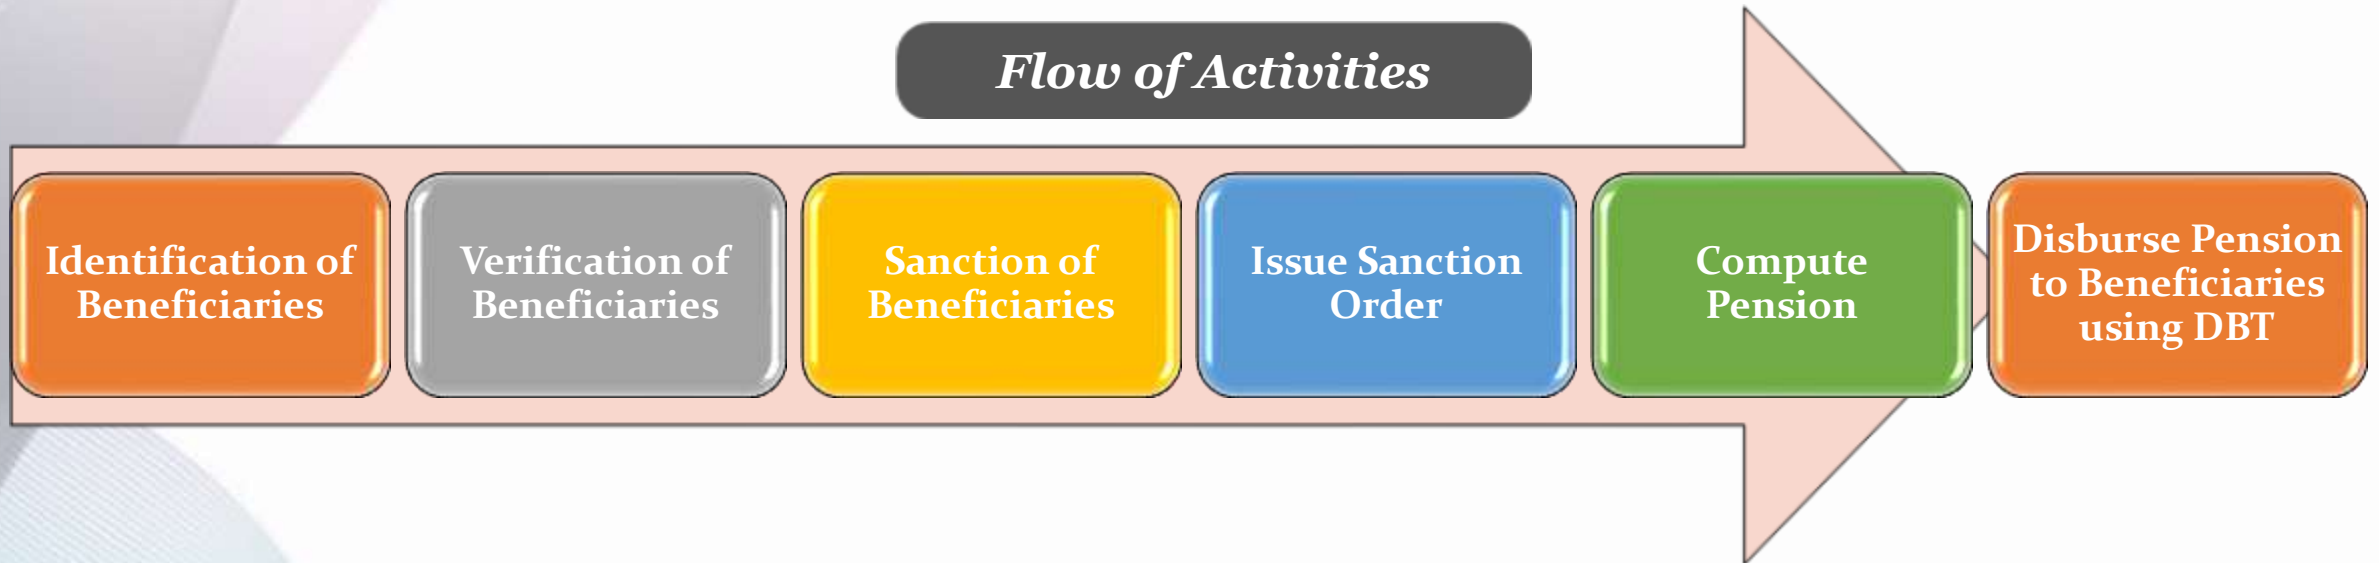 Flow of Activities
Identification of
Beneficiaries
Verification of
Beneficiaries
Sanction of
Beneficiaries
Issue Sanction
Order
Compute
Pension
Disburse Pension
to Beneficiaries
using DBT